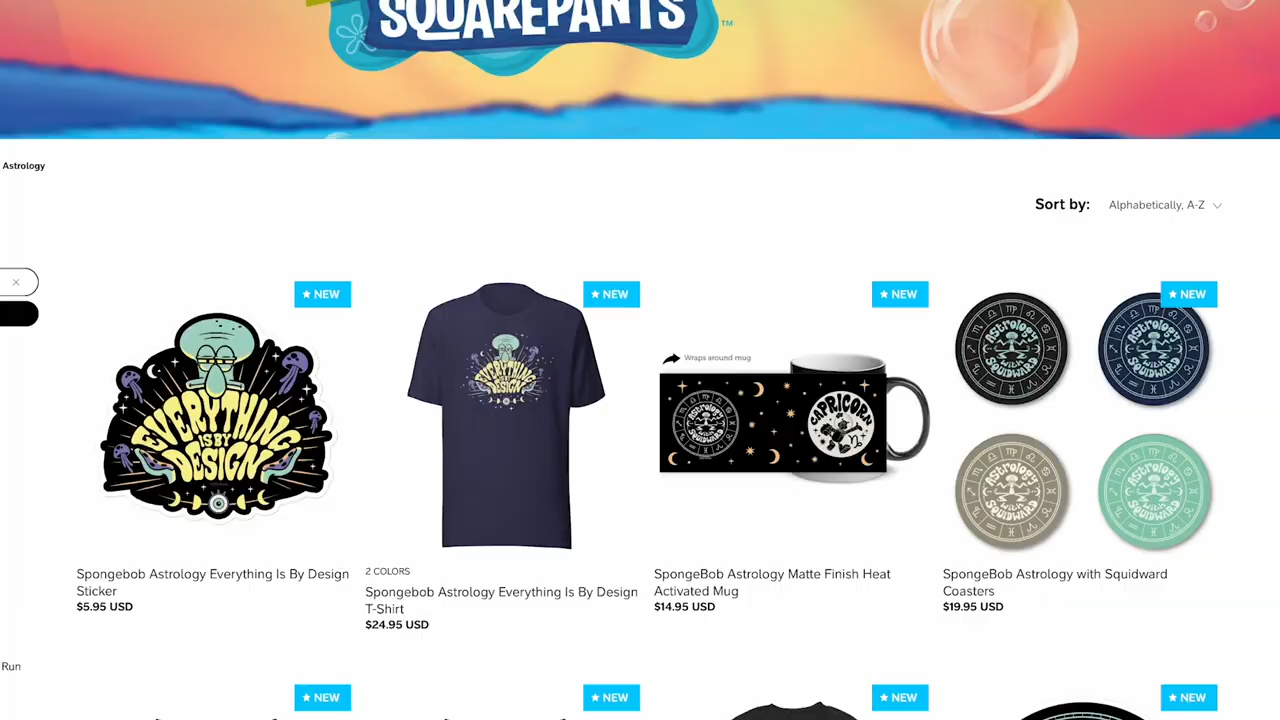 SQUAREPANTS
TM
Astrology
Sort by: Alphabetically, A-Z
NEW
NEW
NEW
NEW
EVERYTHING
IS BY
DESIGN
EVERYTHING
IS BY
DESIGN
Wraps around mug
Astrology
with
SQUIDWARD
CAPRICORN
Astrology
with
SQUIDWARD
Astrology
with
SQUIDWARD
Astrology
with
SQUIDWARD
Astrology
with
SQUIDWARD
Spongebob Astrology Everything Is By Design
Sticker
$5.95 USD
2 COLORS
Spongebob Astrology Everything Is By Design
T-Shirt
$24.95 USD
SpongeBob Astrology Matte Finish Heat
Activated Mug
$14.95 USD
SpongeBob Astrology with Squidward
Coasters
$19.95 USD
Run
NEW
NEW
NEW
NEW